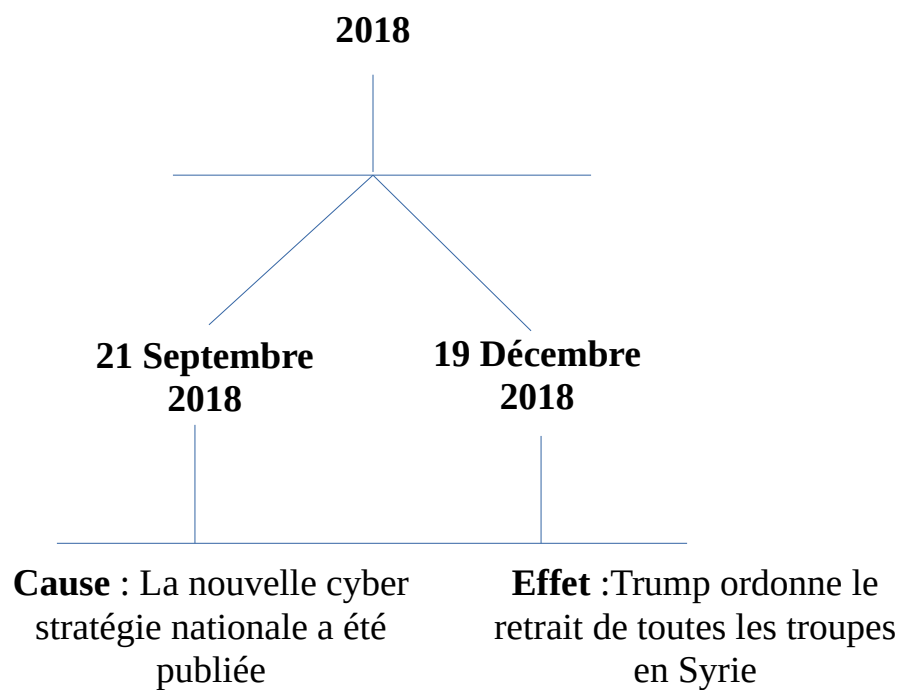 2018
21 Septembre
2018
19 Décembre
2018
Cause : La nouvelle cyber
stratégie nationale a été
publiée
Effet :Trump ordonne le
retrait de toutes les troupes
en Syrie